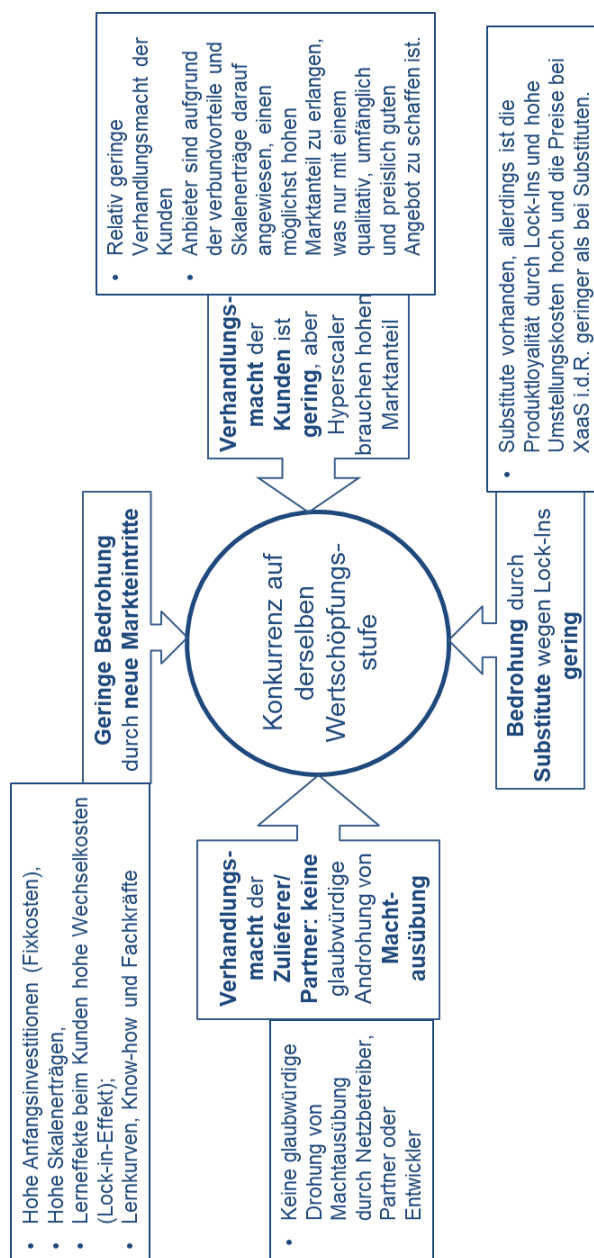 • Hohe Anfangsinvestitionen (Fixkosten),
• Hohe Skalenerträgen,
• Lerneffekte beim Kunden hohe Wechselkosten
(Lock-in-Effekt);
• Lernkurven, Know-how und Fachkräfte
Geringe Bedrohung
durch neue Markteintritte
• Keine glaubwürdige
Drohung von
Machtausübung
durch Netzbetreiber,
Partner oder
Entwickler
Verhandlungs-
macht der
Zulieferer/
Partner: keine
glaubwürdige
Androhung von
Macht-
ausübung
Konkurrenz auf
derselben
Wertschöpfungs-
stufe
Verhandlungs-
macht der
Kunden ist
gering, aber
Hyperscaler
brauchen hohen
Marktanteil
• Relativ geringe
Verhandlungsmacht der
Kunden
• Anbieter sind aufgrund
der verbundvorteile und
Skalenerträge darauf
angewiesen, einen
möglichst hohen
Marktanteil zu erlangen,
was nur mit einem
qualitativ, umfänglich
und preislich guten
Angebot zu schaffen ist.
Bedrohung durch
Substitute wegen Lock-Ins
gering
• Substitute vorhanden, allerdings ist die
Produktloyalität durch Lock-Ins und hohe
Umstellungskosten hoch und die Preise bei
XaaS i.d.R. geringer als bei Substituten.